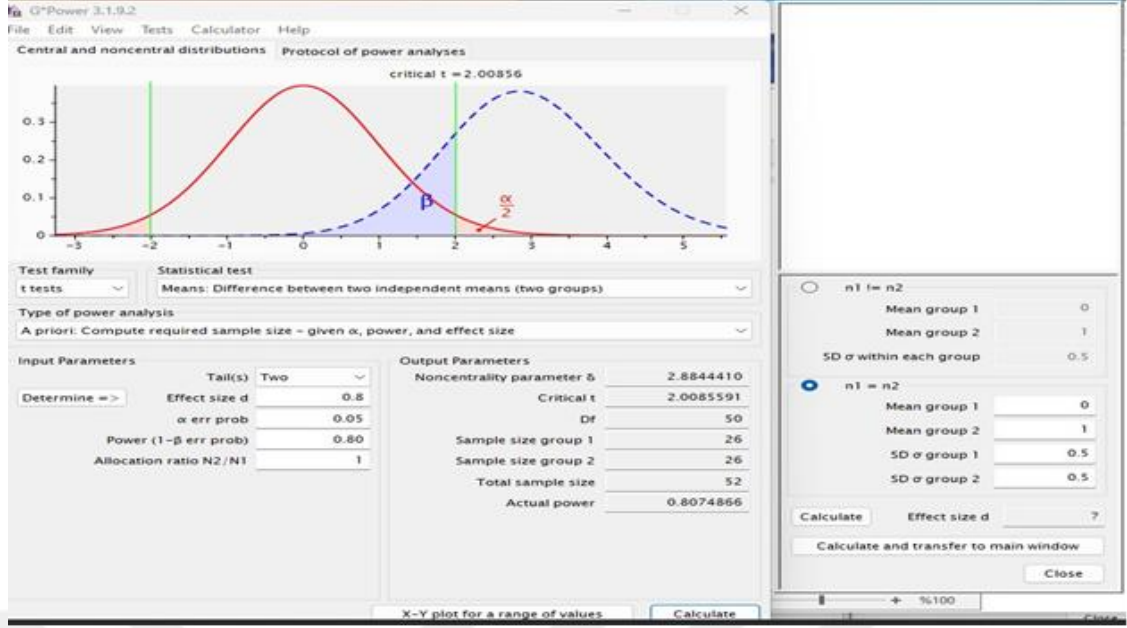 G*Power 3.1.9.2
File Edit View Tests Calculator Help
Central and noncentral distributions Protocol of power analyses
critical t = 2.00856
0.3
0.2
0.1
0
β
α
2
-3 -2 -1 0 1 2 3 4 5
Test family Statistical test
t tests Means: Difference between two independent means (two groups)
Type of power analysis
A priori: Compute required sample size - given α, power, and effect size
Input Parameters Output Parameters
Tail(s) Two Noncentrality parameter δ 2.8844410
Determine => Effect size d 0.8 Critical t 2.0085591
α err prob 0.05 Df 50
Power (1-β err prob) 0.80 Sample size group 1 26
Allocation ratio N2/N1 1 Sample size group 2 26
Total sample size 52
Actual power 0.8074866
X-Y plot for a range of values Calculate
n1 != n2
Mean group 1 0
Mean group 2 1
SD σ within each group 0.5
n1 = n2
Mean group 1 0
Mean group 2 1
SD σ group 1 0.5
SD σ group 2 0.5
Calculate Effect size d ?
Calculate and transfer to main window
Close
%100
Close